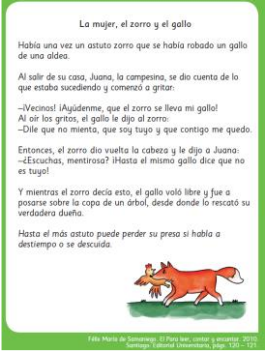 La mujer, el zorro y el gallo
Había una vez un astuto zorro que se había robado un gallo
de una aldea.
Al salir de su casa, Juana, la campesina, se dio cuenta de lo
que estaba sucediendo y comenzó a gritar:
–¡Vecinos! ¡Ayúdenme, que el zorro se lleva mi gallo!
Al oír los gritos, el gallo le dijo al zorro:
–Dile que no mienta, que soy tuyo y que contigo me quedo.
Entonces, el zorro dio vuelta la cabeza y le dijo a Juana:
–¿Escuchas, mentirosa? ¡Hasta el mismo gallo dice que no
es tuyo!
Y mientras el zorro decía esto, el gallo voló libre y fue a
posarse sobre la copa de un árbol, desde donde lo rescató su
verdadera dueña.
Hasta el más astuto puede perder su presa si habla a
destiempo o se descuida.
Félix María de Samaniego. El Para leer, contar y encantar. 2010.
Santiago: Editorial Universitaria, págs. 120 – 121.